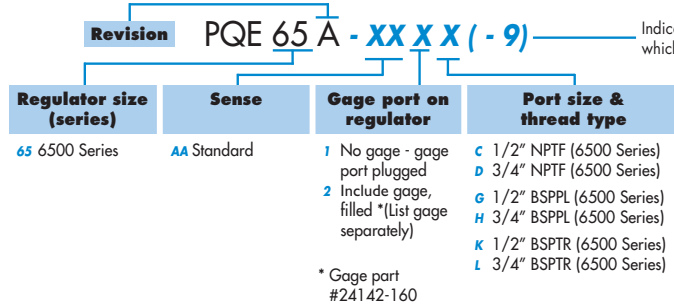 Revision PQE 65 A - XX X X ( - 9)
which
Regulator size
(series)
65 6500 Series
Sense
AA Standard
Gage port on
regulator
1 No gage - gage
port plugged
2 Include gage,
filled *(List gage
separately)
* Gage part
#24142-160
Port size &
thread type
C 1/2” NPTF (6500 Series)
D 3/4” NPTF (6500 Series)
G 1/2” BSPPL (6500 Series)
H 3/4” BSPPL (6500 Series)
K 1/2” BSPTR (6500 Series)
L 3/4” BSPTR (6500 Series)